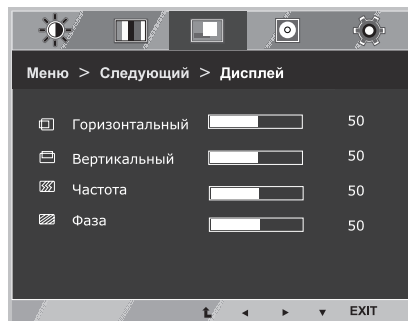 Меню > Следующий > Дисплей
Горизонтальный 50
Вертикальный 50
Частота 50
Фаза 50
EXIT